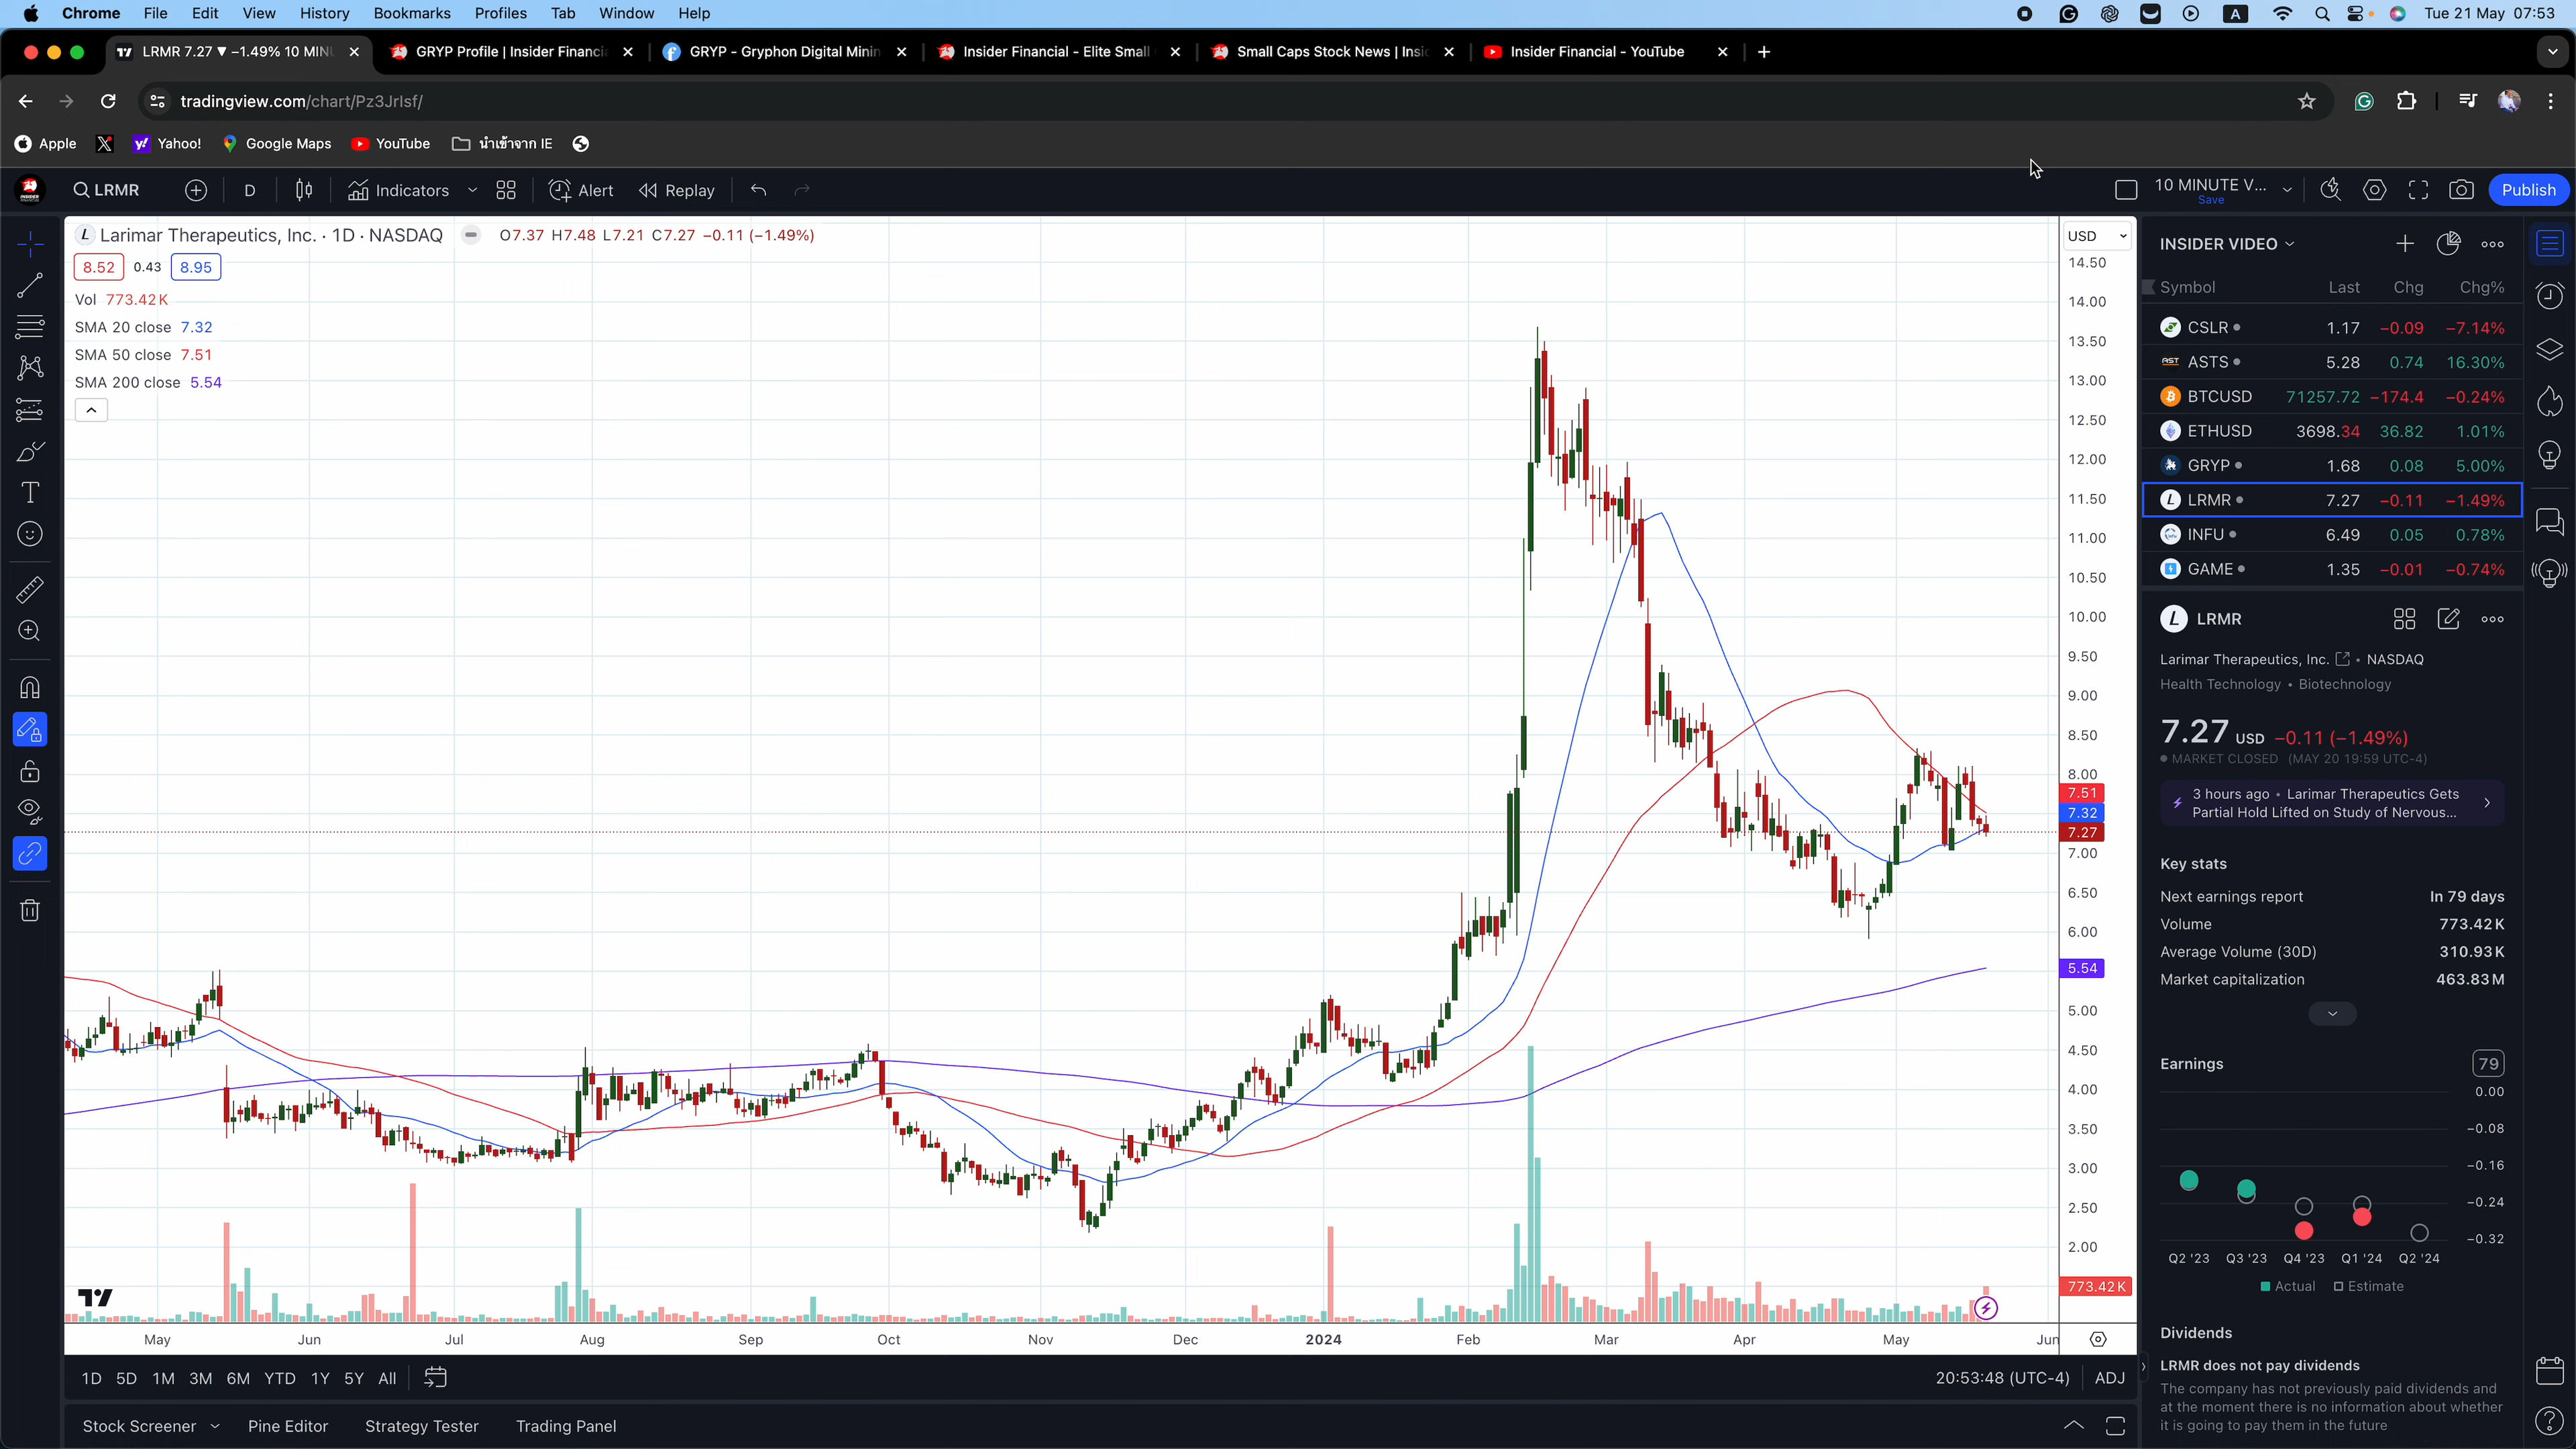 Chrome File Edit View History Bookmarks Profiles Tab Window Help
A Tue 21 May 07:53
LRMR 7.27 ▼ −1.49% 10 MIN
GRYP Profile | Insider Financi
GRYP - Gryphon Digital Minin
Insider Financial - Elite Small
Small Caps Stock News | Insi
Insider Financial - YouTube
tradingview.com/chart/Pz3JrIsf/
Apple Yahoo! Google Maps YouTube นำเข้าจาก IE
LRMR D Indicators Alert Replay
10 MINUTE V...
Save
Publish
L Larimar Therapeutics, Inc. · 1D · NASDAQ O7.37 H7.48 L7.21 C7.27 −0.11 (−1.49%)
8.52 0.43 8.95
Vol 773.42K
SMA 20 close 7.32
SMA 50 close 7.51
SMA 200 close 5.54
USD
14.50
14.00
13.50
13.00
12.50
12.00
11.50
11.00
10.50
10.00
9.50
9.00
8.50
8.00
7.51
7.32
7.27
7.00
6.50
6.00
5.54
5.00
4.50
4.00
3.50
3.00
2.50
2.00
773.42K
May Jun Jul Aug Sep Oct Nov Dec 2024 Feb Mar Apr May Jun
1D 5D 1M 3M 6M YTD 1Y 5Y All
20:53:48 (UTC-4) ADJ
Stock Screener Pine Editor Strategy Tester Trading Panel
INSIDER VIDEO
Symbol Last Chg Chg%
CSLR 1.17 −0.09 −7.14%
AST ASTS 5.28 0.74 16.30%
BTCUSD 71257.72 −174.4 −0.24%
ETHUSD 3698.34 36.82 1.01%
GRYP 1.68 0.08 5.00%
L LRMR 7.27 −0.11 −1.49%
INFU 6.49 0.05 0.78%
GAME 1.35 −0.01 −0.74%
L LRMR
Larimar Therapeutics, Inc. • NASDAQ
Health Technology • Biotechnology
7.27 USD −0.11 (−1.49%)
MARKET CLOSED (MAY 20 19:59 UTC-4)
3 hours ago • Larimar Therapeutics Gets
Partial Hold Lifted on Study of Nervous...
Key stats
Next earnings report In 79 days
Volume 773.42K
Average Volume (30D) 310.93K
Market capitalization 463.83M
Earnings 79
0.00
−0.08
−0.16
−0.24
−0.32
Q2 '23 Q3 '23 Q4 '23 Q1 '24 Q2 '24
Actual Estimate
Dividends
LRMR does not pay dividends
The company has not previously paid dividends and
at the moment there is no information about whether
it is going to pay them in the future